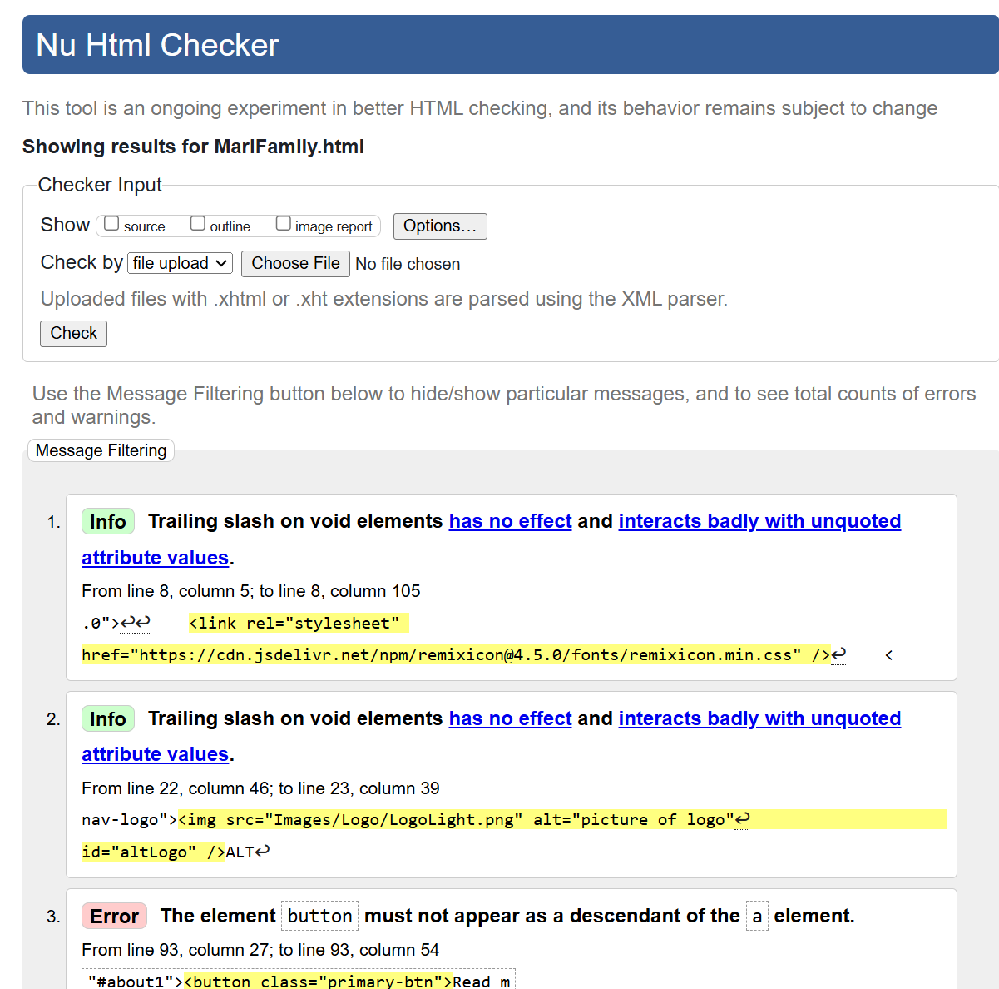 Nu Html Checker
This tool is an ongoing experiment in better HTML checking, and its behavior remains subject to change
Showing results for MariFamily.html
Checker Input
Show source outline image report Options...
Check by file upload Choose File No file chosen
Uploaded files with .xhtml or .xht extensions are parsed using the XML parser.
Check
Use the Message Filtering button below to hide/show particular messages, and to see total counts of errors
and warnings.
Message Filtering
1. Info Trailing slash on void elements has no effect and interacts badly with unquoted
attribute values.
From line 8, column 5; to line 8, column 105
.0">↩↩ <link rel="stylesheet"
href="https://cdn.jsdelivr.net/npm/remixicon@4.5.0/fonts/remixicon.min.css" />↩ <
2. Info Trailing slash on void elements has no effect and interacts badly with unquoted
attribute values.
From line 22, column 46; to line 23, column 39
nav-logo"><img src="Images/Logo/LogoLight.png" alt="picture of logo"↩
id="altLogo" />ALT↩
3. Error The element button must not appear as a descendant of the a element.
From line 93, column 27; to line 93, column 54
"#about1"><button class="primary-btn">Read m